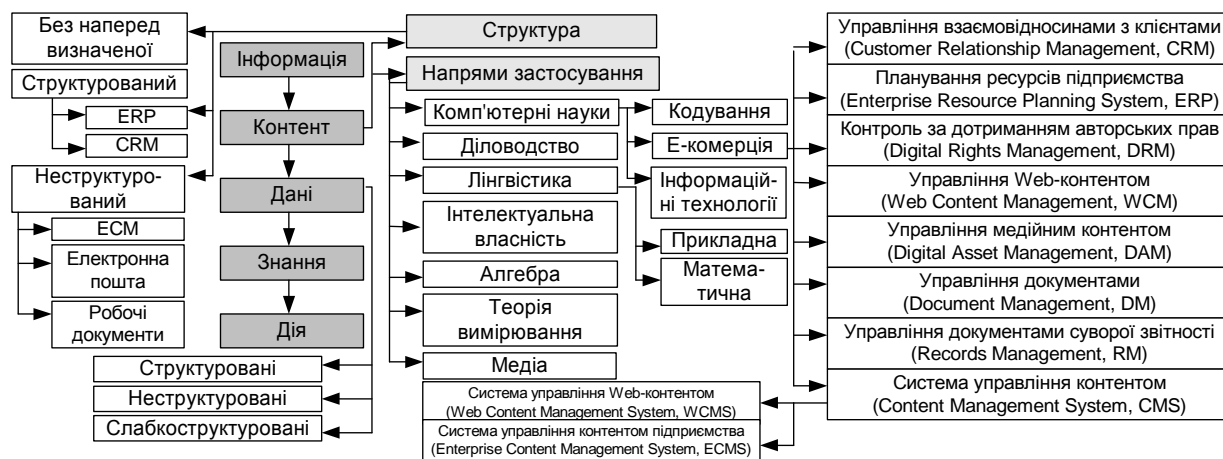 Без наперед
визначеної
Структурований
ERP
CRM
Неструкту-
рований
ECM
Електронна
пошта
Робочі
документи
Інформація
Контент
Дані
Знання
Дія
Структуровані
Неструктуровані
Слабкоструктуровані
Структура
Напрями застосування
Комп'ютерні науки
Діловодство
Лінгвістика
Інтелектуальна
власність
Алгебра
Теорія
вимірювання
Медіа
Кодування
Е-комерція
Інформацій-
ні технології
Прикладна
Матема-
тична
Система управління Web-контентом
(Web Content Management System, WCMS)
Система управління контентом підприємства
(Enterprise Content Management System, ECMS)
Управління взаємовідносинами з клієнтами
(Customer Relationship Management, CRM)
Планування ресурсів підприємства
(Enterprise Resource Planning System, ERP)
Контроль за дотриманням авторських прав
(Digital Rights Management, DRM)
Управління Web-контентом
(Web Content Management, WCM)
Управління медійним контентом
(Digital Asset Management, DAM)
Управління документами
(Document Management, DM)
Управління документами суворої звітності
(Records Management, RM)
Система управління контентом
(Content Management System, CMS)